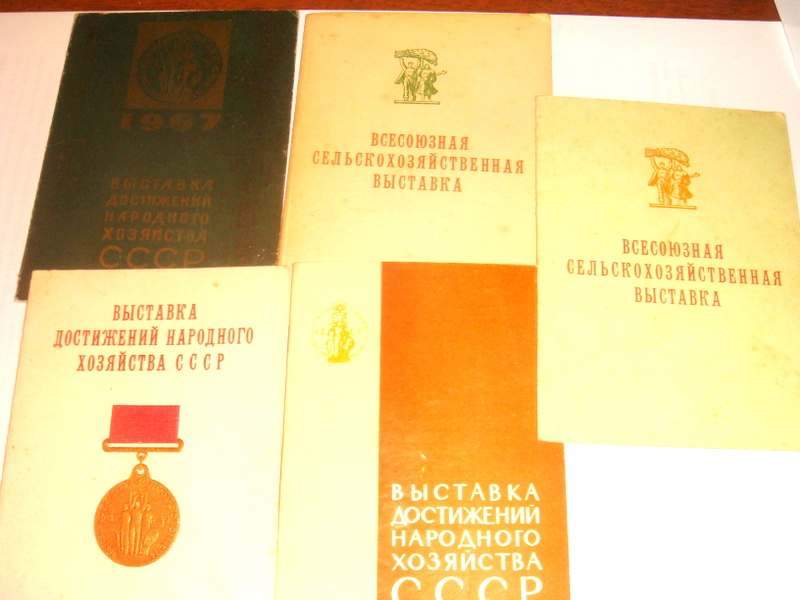 1967
ВЫСТАВКА
ДОСТИЖЕНИЙ
НАРОДНОГО
ХОЗЯЙСТВА
СССР
ВСЕСОЮЗНАЯ
СЕЛЬСКОХОЗЯЙСТВЕННАЯ
ВЫСТАВКА
ВСЕСОЮЗНАЯ
СЕЛЬСКОХОЗЯЙСТВЕННАЯ
ВЫСТАВКА
ВЫСТАВКА
ДОСТИЖЕНИЙ НАРОДНОГО
ХОЗЯЙСТВА СССР
ВЫСТАВКА
ДОСТИЖЕНИЙ
НАРОДНОГО
ХОЗЯЙСТВА
СССР